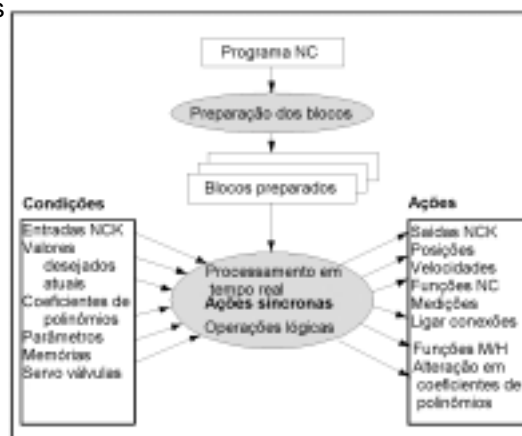 s
Programa NC
Preparação dos blocos
Blocos preparados
Condições
Entradas NCK
Valores
desejados
atuais
Coeficientes de
polinômios
Parâmetros
Memórias
Servo válvulas
Processamento em
tempo real
Ações síncronas
Operações lógicas
Ações
Saídas NCK
Posições
Velocidades
Funções NC
Medições
Ligar conexões
Funções M/H
Alteração em
coeficientes de
polinômios